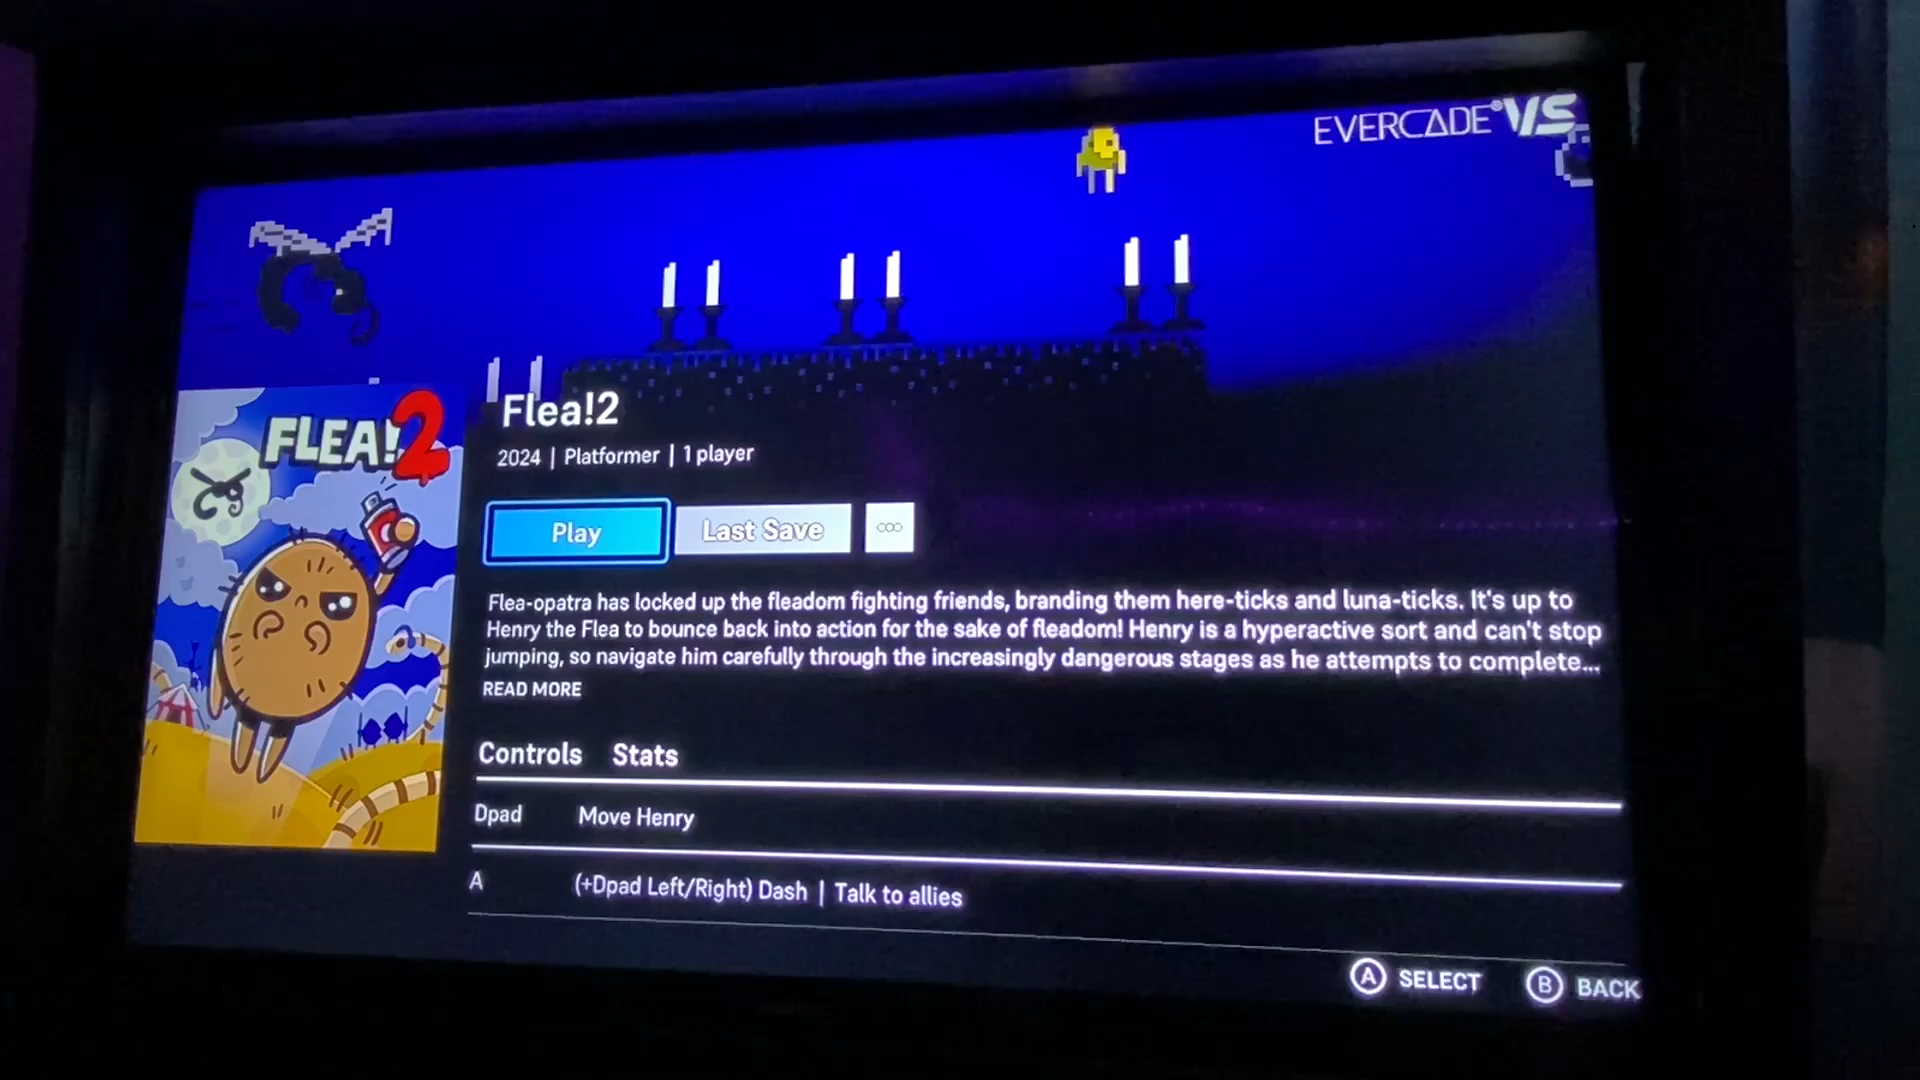 EVERCADE® VS
FLEA!2
Flea!2
2024 | Platformer | 1 player
Play
Last Save
Flea-opatra has locked up the fleadom fighting friends, branding them here-ticks and luna-ticks. It's up to
Henry the Flea to bounce back into action for the sake of fleadom! Henry is a hyperactive sort and can't stop
jumping, so navigate him carefully through the increasingly dangerous stages as he attempts to complete...
READ MORE
Controls Stats
Dpad Move Henry
A (+Dpad Left/Right) Dash | Talk to allies
A SELECT B BACK